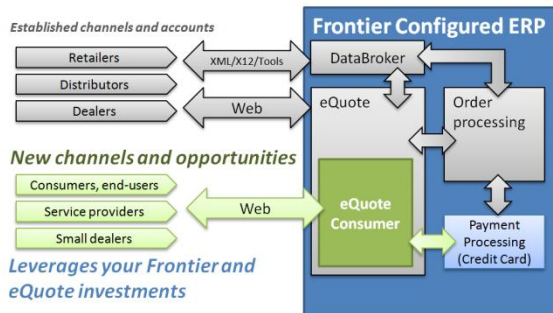 Established channels and accounts
Frontier Configured ERP
Retailers
XML/X12/Tools
DataBroker
Distributors
Dealers
Web
eQuote
Order
processing
New channels and opportunities
Consumers, end-users
Service providers
Web
eQuote
Consumer
Small dealers
Payment
Processing
(Credit Card)
Leverages your Frontier and
eQuote investments